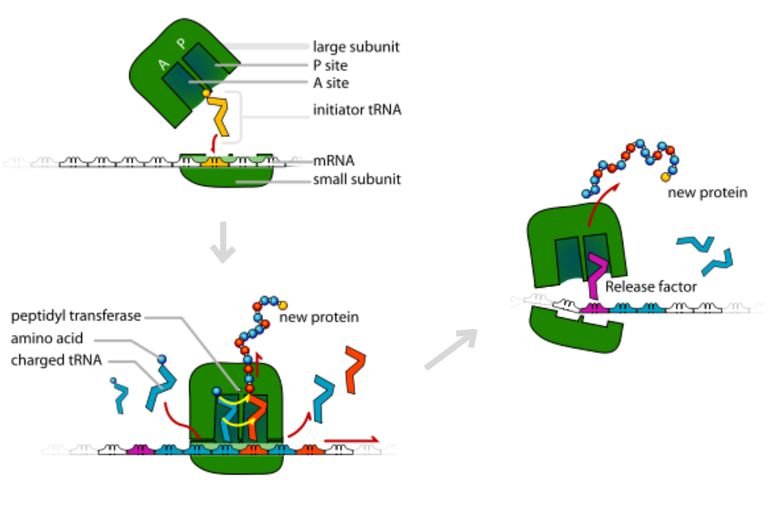 A P
large subunit
P site
A site
initiator tRNA
mRNA
small subunit
peptidyl transferase
amino acid
charged tRNA
new protein
new protein
Release factor